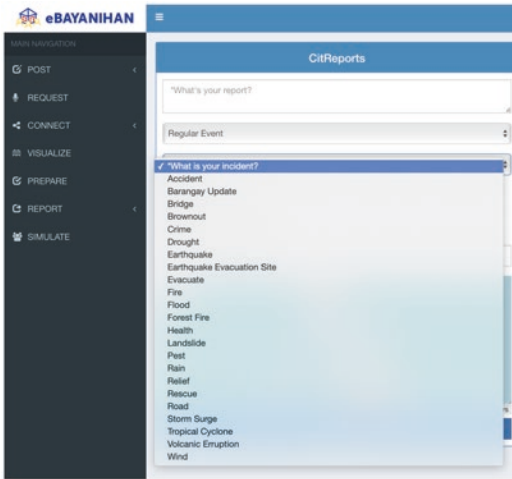 eBAYANIHAN
MAIN NAVIGATION
POST
REQUEST
CONNECT
VISUALIZE
PREPARE
REPORT
SIMULATE
CitReports
*What's your report?
Regular Event
✓ *What is your incident?
Accident
Barangay Update
Bridge
Brownout
Crime
Drought
Earthquake
Earthquake Evacuation Site
Evacuate
Fire
Flood
Forest Fire
Health
Landslide
Pest
Rain
Relief
Rescue
Road
Storm Surge
Tropical Cyclone
Volcanic Erruption
Wind